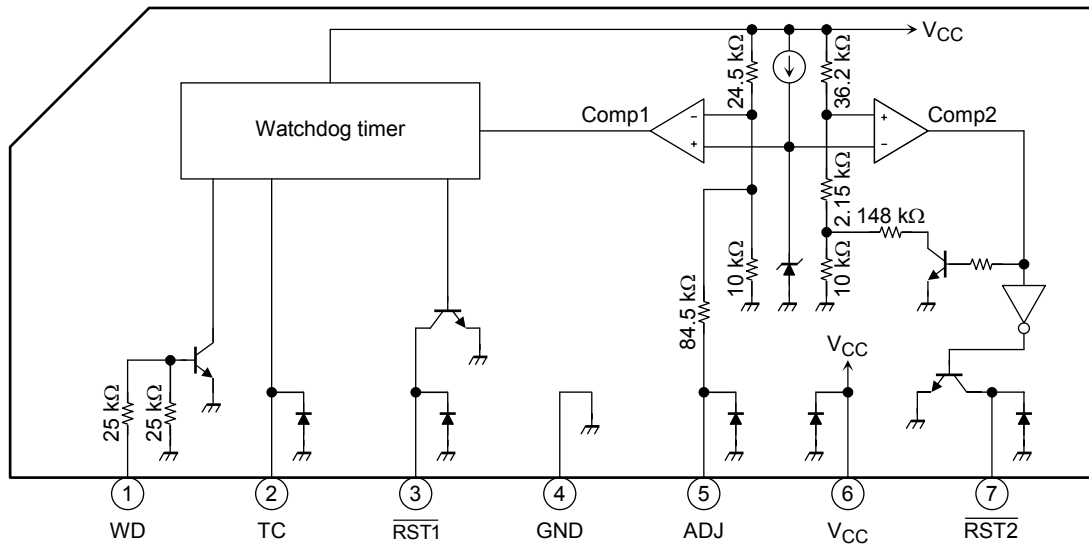 V_CC
24.5 kΩ
36.2 kΩ
Watchdog timer
Comp1
−
+
+
−
Comp2
2.15 kΩ
148 kΩ
10 kΩ
10 kΩ
84.5 kΩ
V_CC
25 kΩ
25 kΩ
1
2
3
4
5
6
7
WD
TC
R̅S̅T̅1̅
GND
ADJ
V_CC
R̅S̅T̅2̅